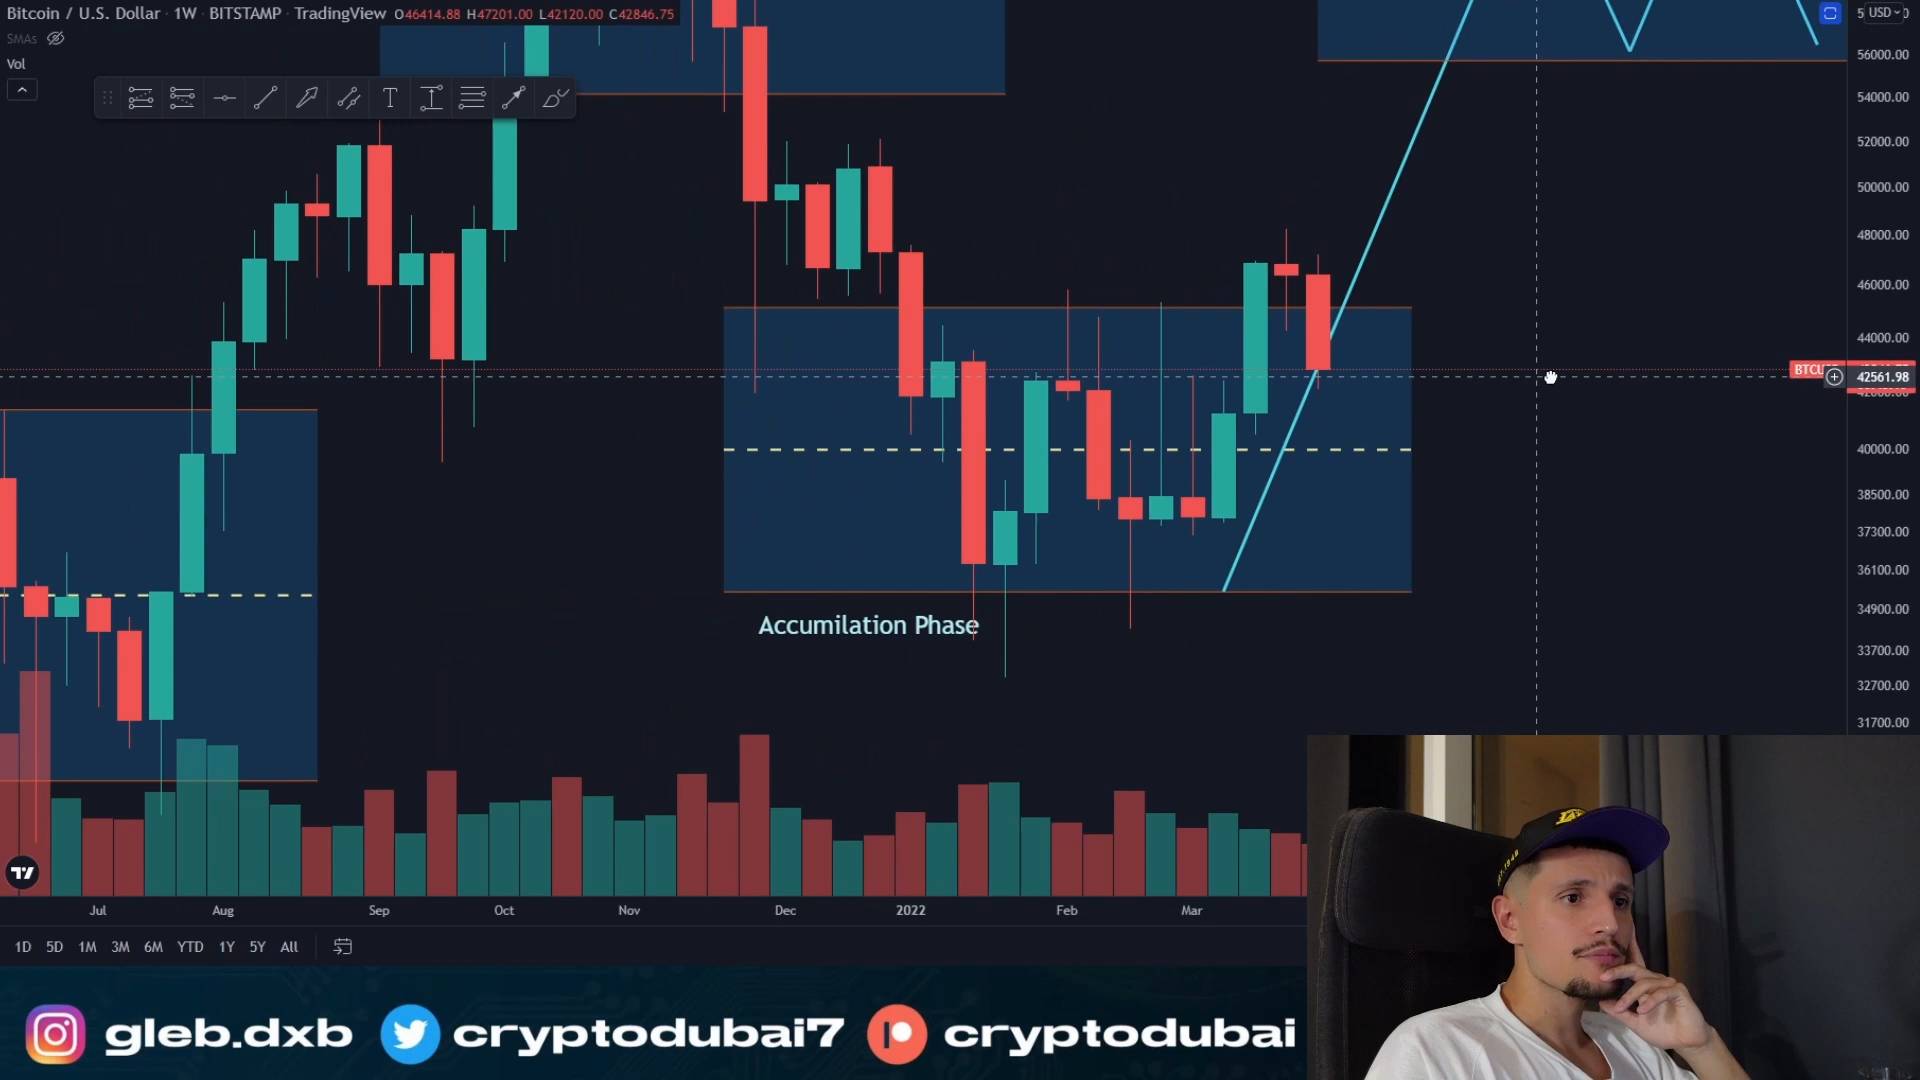 Bitcoin / U.S. Dollar · 1W · BITSTAMP · TradingView O46414.88 H47201.00 L42120.00 C42846.75
USD
SMAs
Vol
56000.00
54000.00
52000.00
50000.00
48000.00
46000.00
44000.00
BTCU
42561.98
40000.00
38500.00
37300.00
36100.00
34900.00
33700.00
32700.00
31700.00
T
Accumilation Phase
Jul Aug Sep Oct Nov Dec 2022 Feb Mar
1D 5D 1M 3M 6M YTD 1Y 5Y All
gleb.dxb cryptodubai7 cryptodubai